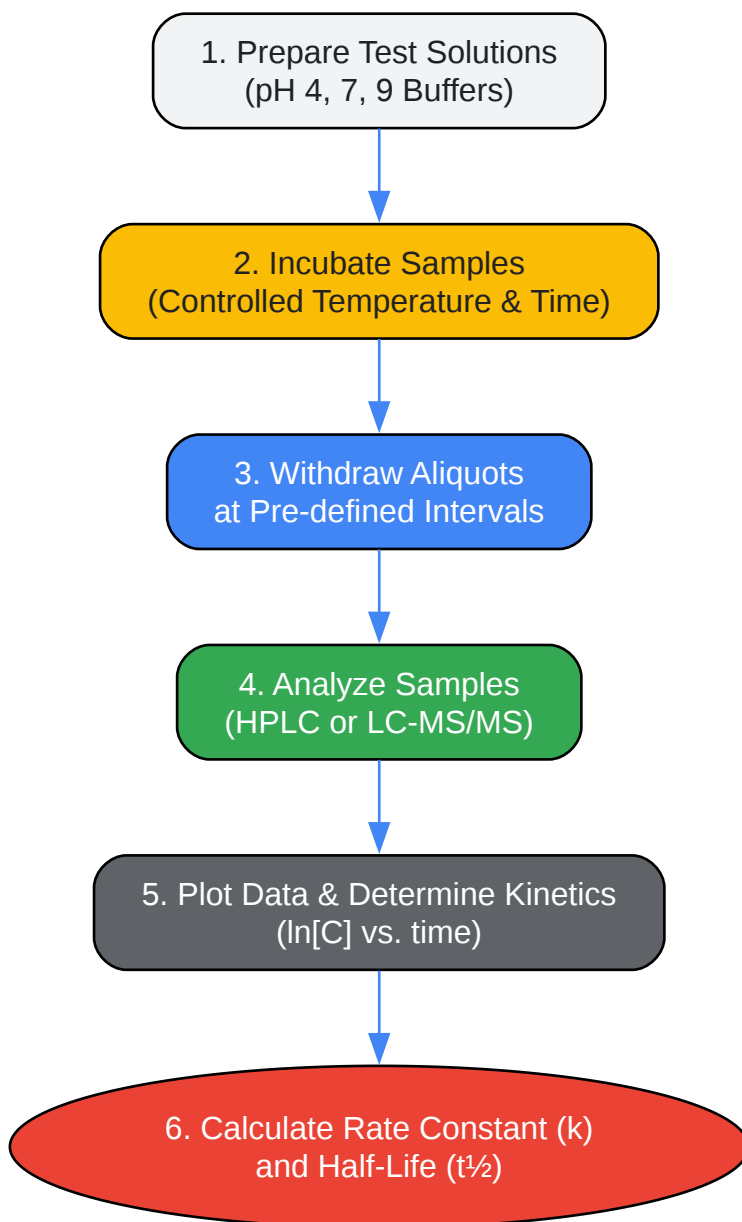 1. Prepare Test Solutions
(pH 4, 7, 9 Buffers)
2. Incubate Samples
(Controlled Temperature & Time)
3. Withdraw Aliquots
at Pre-defined Intervals
4. Analyze Samples
(HPLC or LC-MS/MS)
5. Plot Data & Determine Kinetics
(ln[C] vs. time)
6. Calculate Rate Constant (k)
and Half-Life (t½)